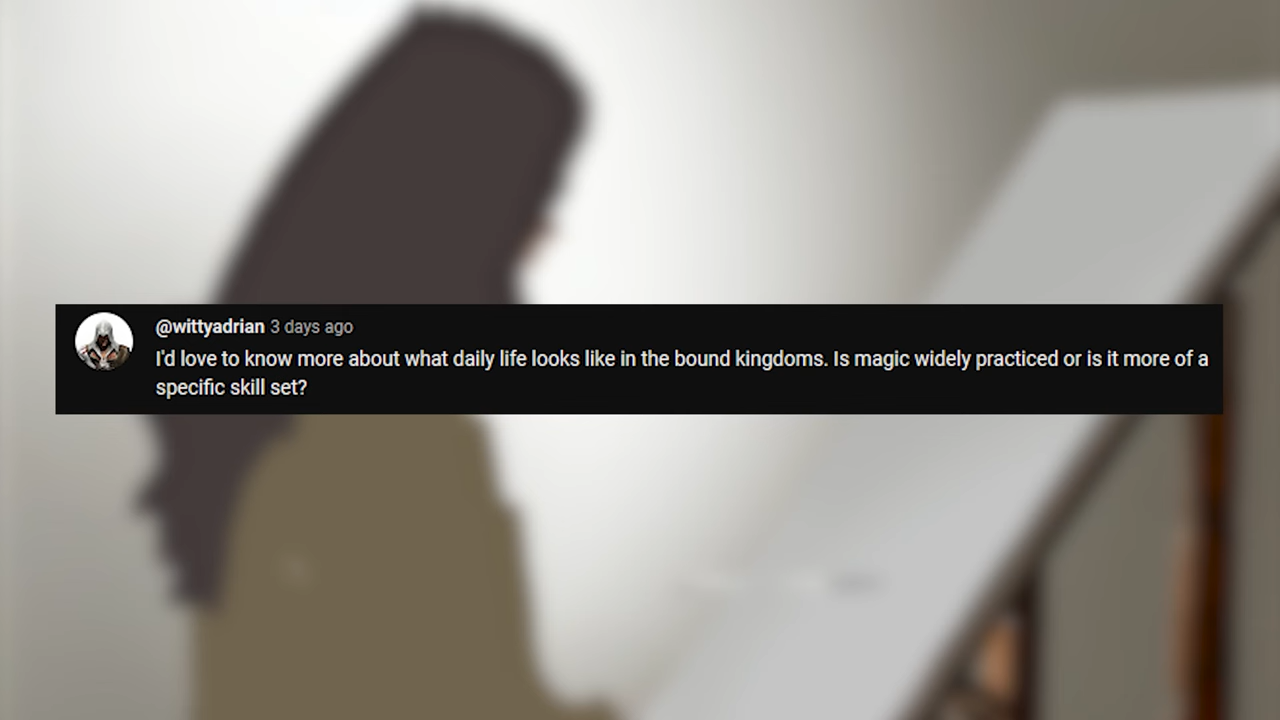 @wittyadrian 3 days ago
I'd love to know more about what daily life looks like in the bound kingdoms. Is magic widely practiced or is it more of a
specific skill set?